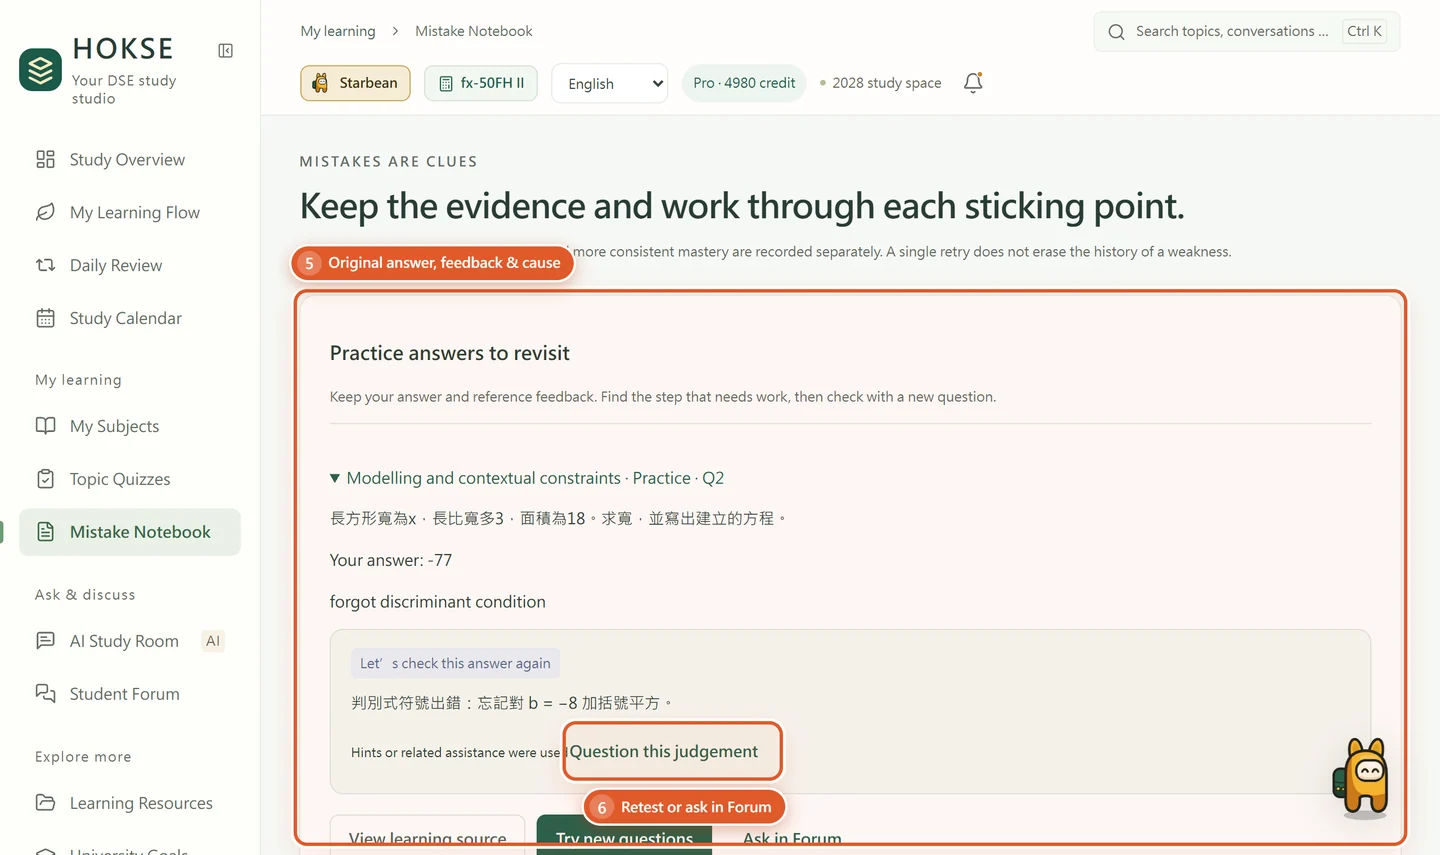 HOKSE
Your DSE study
studio
Study Overview
My Learning Flow
Daily Review
Study Calendar
My learning
My Subjects
Topic Quizzes
Mistake Notebook
Ask & discuss
AI Study Room AI
Student Forum
Explore more
Learning Resources
University Goals
My learning > Mistake Notebook
Search topics, conversations ... Ctrl K
Starbean
fx-50FH II
English
Pro · 4980 credit
2028 study space
MISTAKES ARE CLUES
Keep the evidence and work through each sticking point.
more consistent mastery are recorded separately. A single retry does not erase the history of a weakness.
5 Original answer, feedback & cause
Practice answers to revisit
Keep your answer and reference feedback. Find the step that needs work, then check with a new question.
▼ Modelling and contextual constraints · Practice · Q2
長方形寬為x，長比寬多3，面積為18。求寬，並寫出建立的方程。
Your answer: -77
forgot discriminant condition
Let's check this answer again
判別式符號出錯：忘記對 b = −8 加括號平方。
Hints or related assistance were used
Question this judgement
6 Retest or ask in Forum
View learning source
Try new questions
Ask in Forum